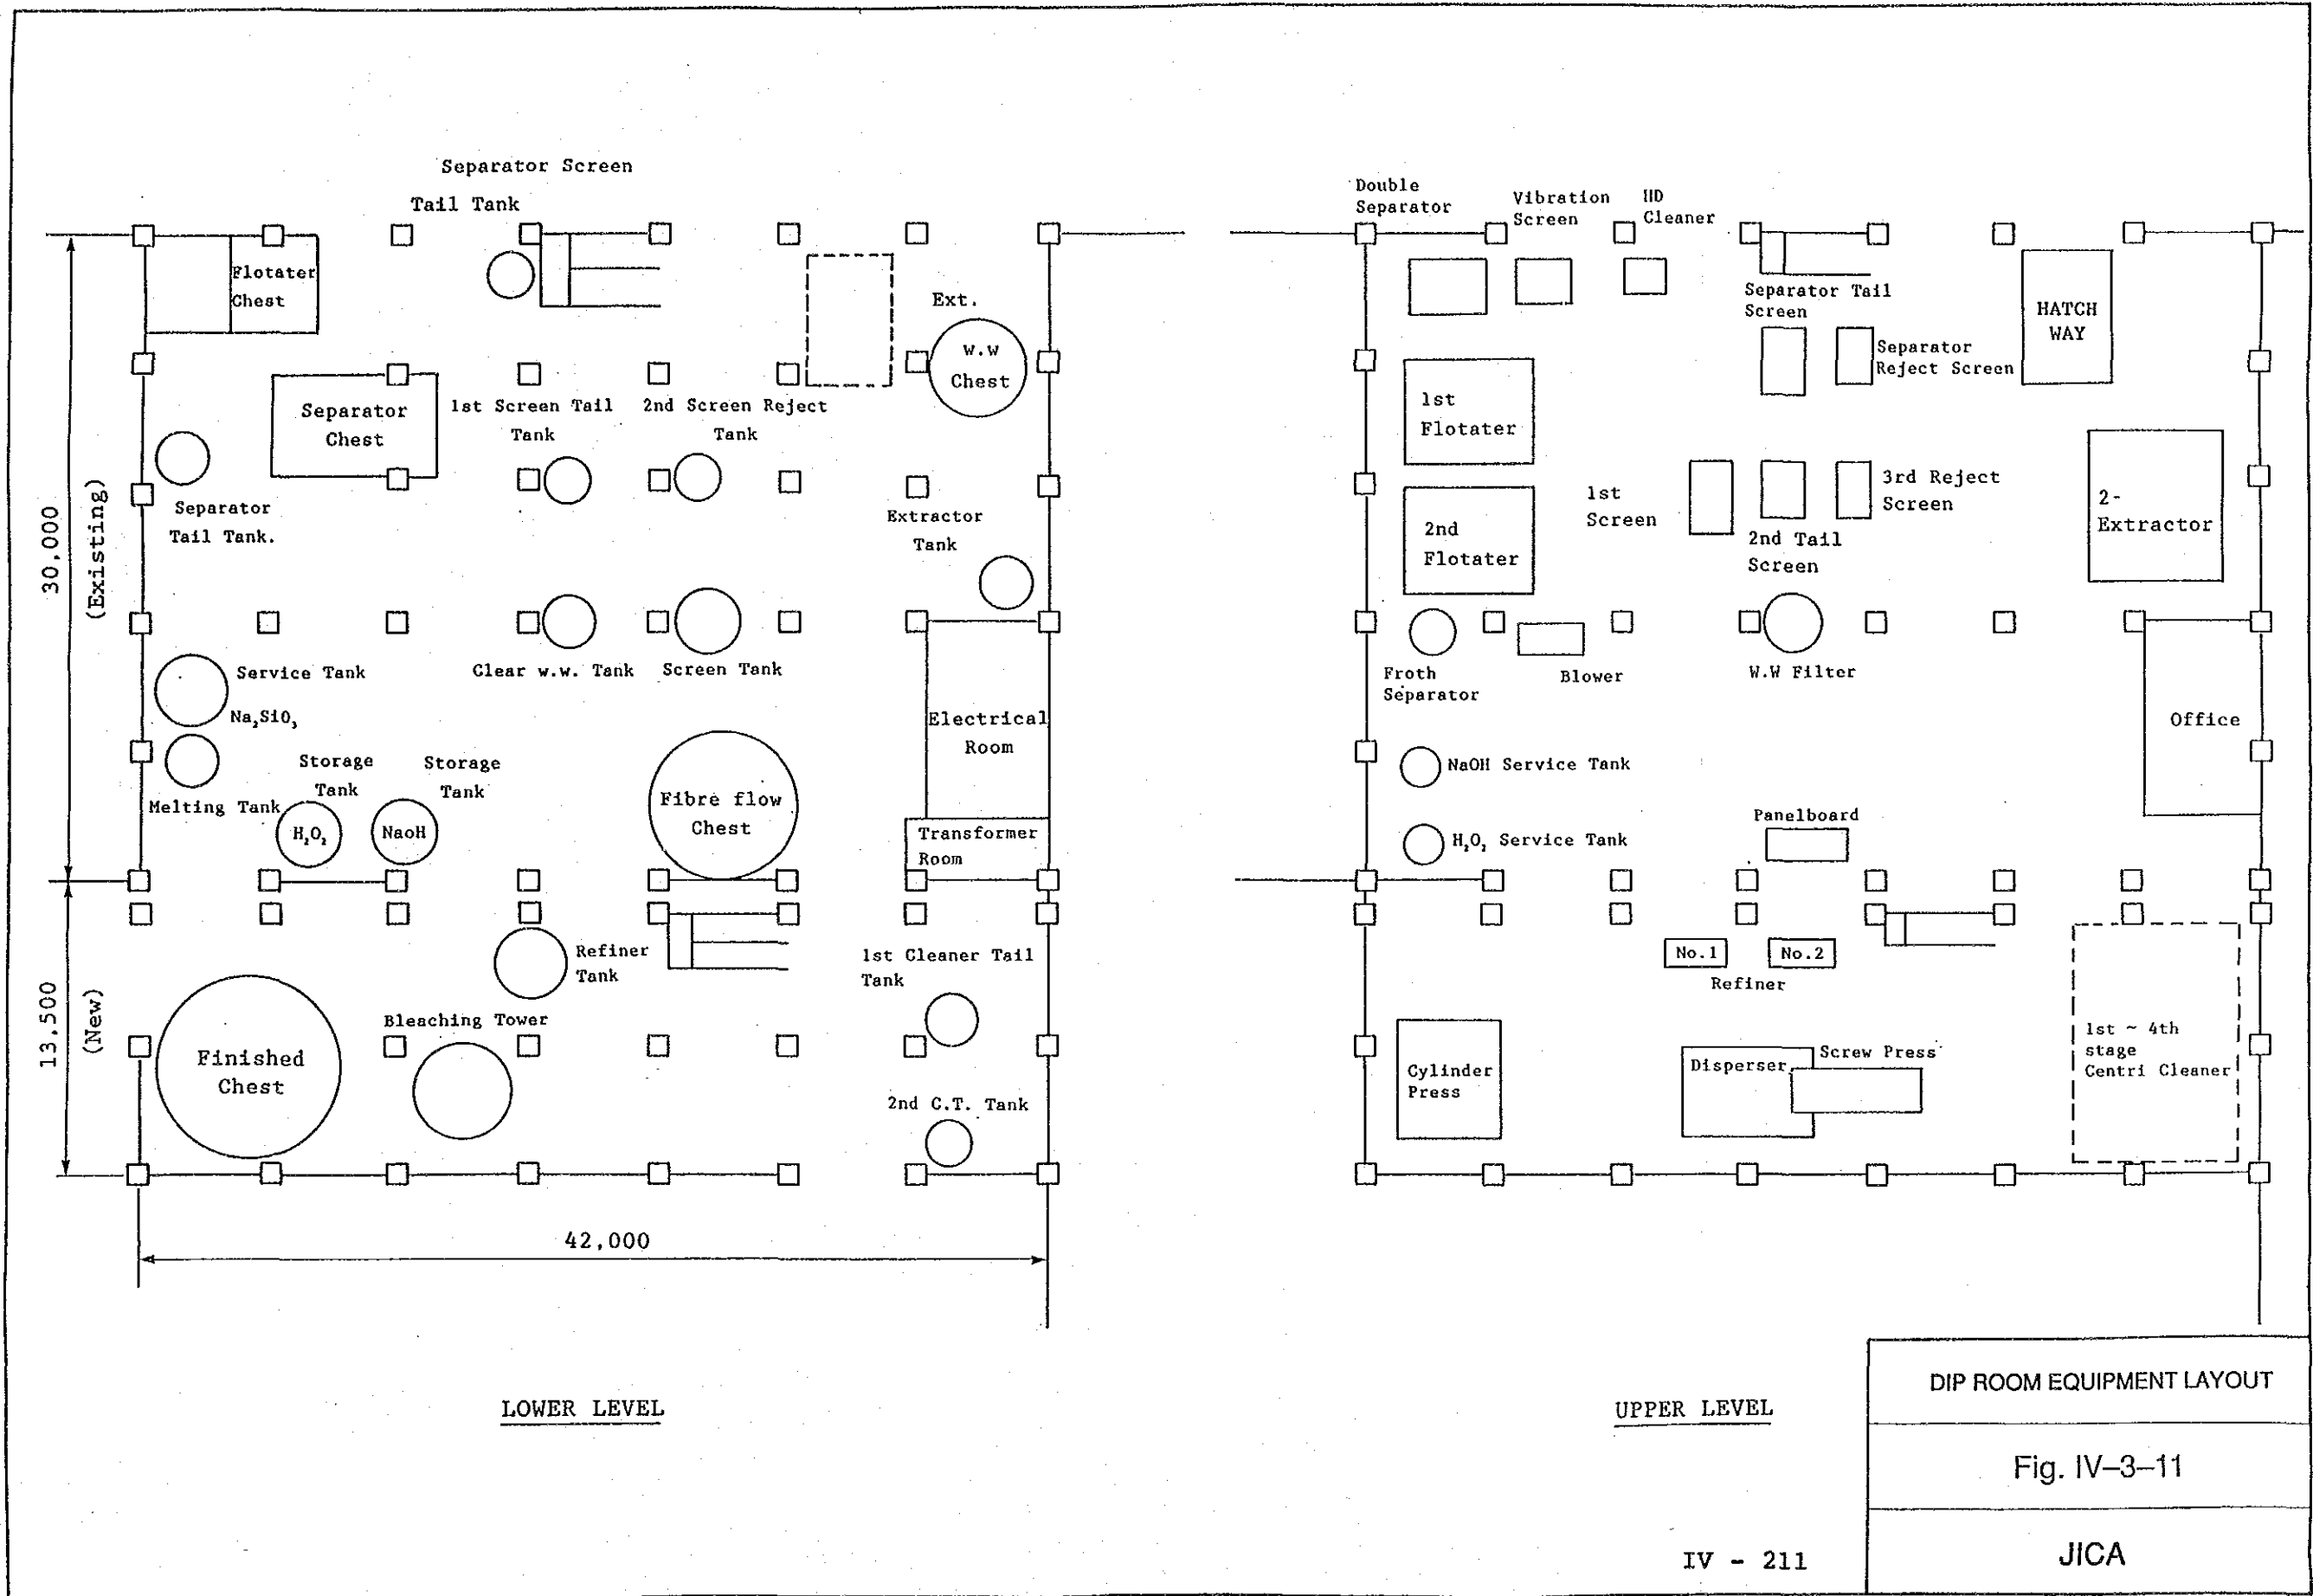 Separator Screen
Tail Tank
Flotater
Chest
Ext.
W.W
Chest
Separator
Chest
1st Screen Tail
Tank
2nd Screen Reject
Tank
Separator
Tail Tank.
Extractor
Tank
30,000
(Existing)
Service Tank
Na₂SiO₃
Clear w.w. Tank
Screen Tank
Electrical
Room
Storage
Tank
Storage
Tank
Melting Tank
H₂O₂
NaoH
Fibre flow
Chest
Transformer
Room
13,500
(New)
Refiner
Tank
1st Cleaner Tail
Tank
Bleaching Tower
Finished
Chest
2nd C.T. Tank
42,000
LOWER LEVEL
Double
Separator
Vibration
Screen
HD
Cleaner
Separator Tail
Screen
HATCH
WAY
Separator
Reject Screen
1st
Flotater
1st
Screen
3rd Reject
Screen
2-
Extractor
2nd
Flotater
2nd Tail
Screen
Froth
Separator
Blower
W.W Filter
Office
NaOH Service Tank
Panelboard
H₂O₂ Service Tank
No.1
No.2
Refiner
1st ~ 4th
stage
Centri Cleaner
Cylinder
Press
Disperser
Screw Press
UPPER LEVEL
DIP ROOM EQUIPMENT LAYOUT
Fig. IV–3–11
JICA
IV - 211